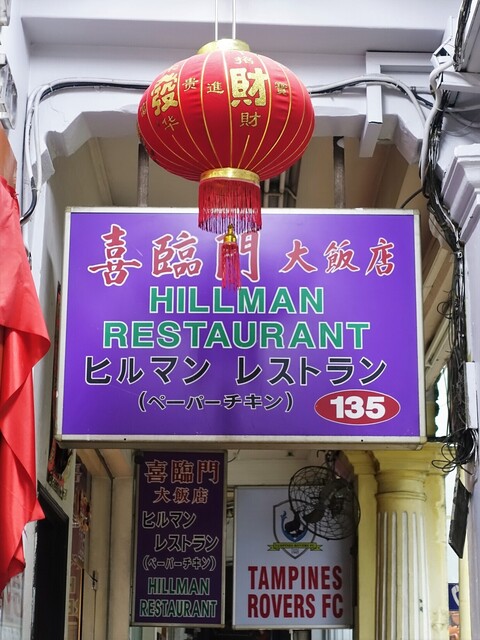 發
貴進
財
华
財
喜臨門大飯店
HILLMAN
RESTAURANT
ヒルマン レストラン
(ペーパーチキン) 135
喜臨門
大飯店
ヒルマン
レストラン
(ペーパーチキン)
HILLMAN
RESTAURANT
TAMPINES
ROVERS FC